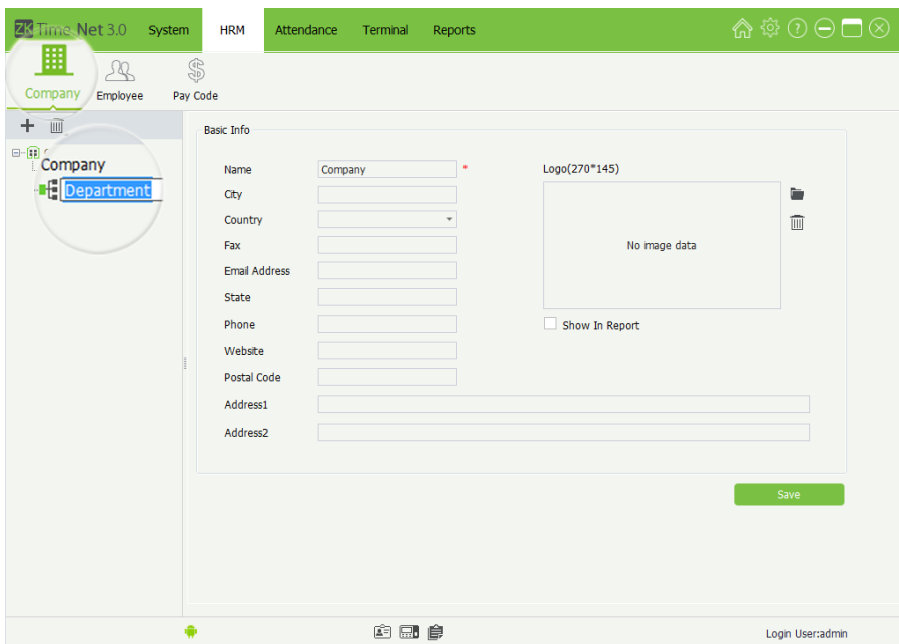 ZKTime.Net 3.0 System HRM Attendance Terminal Reports
Company Employee Pay Code
Company
Department
Basic Info
Name Company * Logo(270*145)
City
Country
Fax No image data
Email Address
State
Phone Show In Report
Website
Postal Code
Address1
Address2
Save
Login User:admin